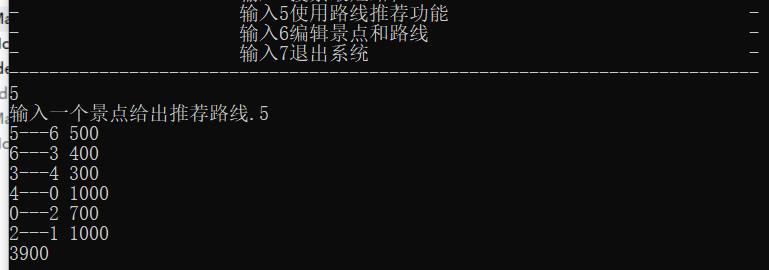 -                       输入5使用路线推荐功能                              -
-                       输入6编辑景点和路线                                -
-                       输入7退出系统                                      -
---------------------------------------------------------------------------
5
输入一个景点给出推荐路线.5
5---6 500
6---3 400
3---4 300
4---0 1000
0---2 700
2---1 1000
3900